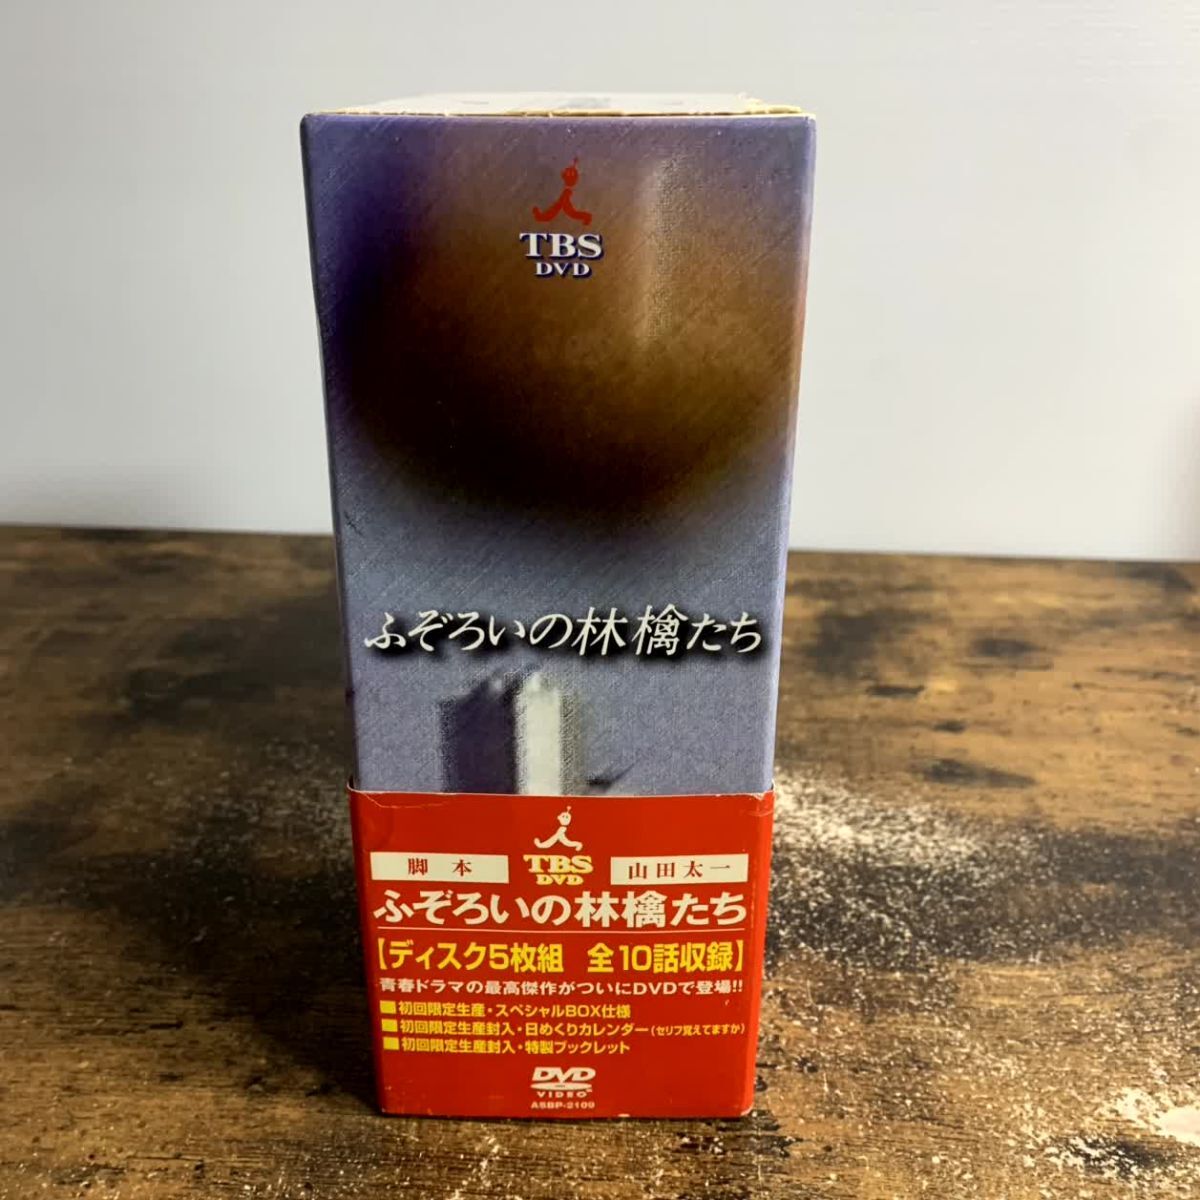 TBS
DVD
ふぞろいの林檎たち
脚本
TBS
DVD
山田太一
ふぞろいの林檎たち
【ディスク5枚組 全10話収録】
青春ドラマの最高傑作がついにDVDで登場!!
■初回限定生産・スペシャルBOX仕様
■初回限定生産封入・日めくりカレンダー(セリフ覚えてますか)
■初回限定生産封入・特製ブックレット
DVD
VIDEO
ASBP-2109